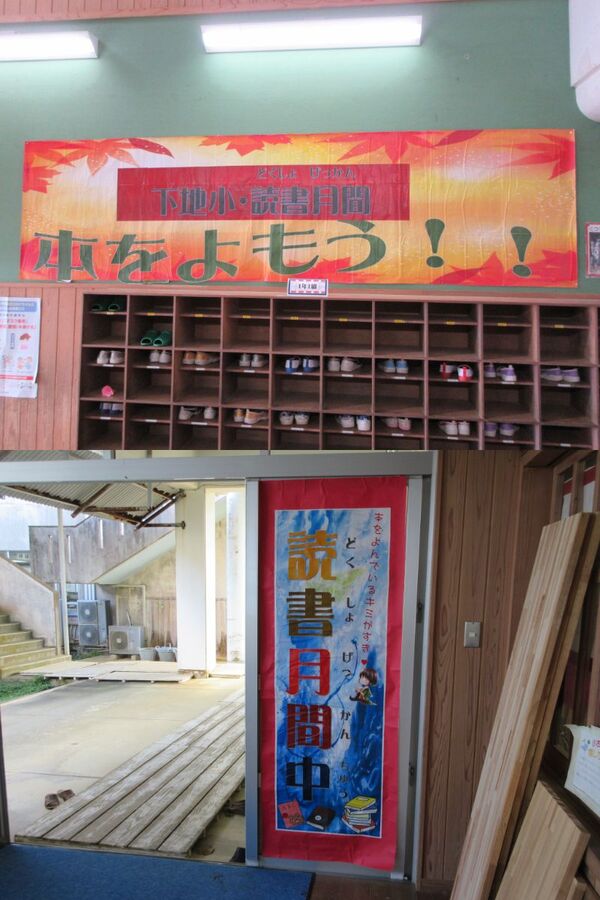 どくしょ げっかん
下地小・読書月間
本をよもう！！
1年1組
本をよんでいるキミがすき♥
どくしょげつかんちゅう
読書月間中